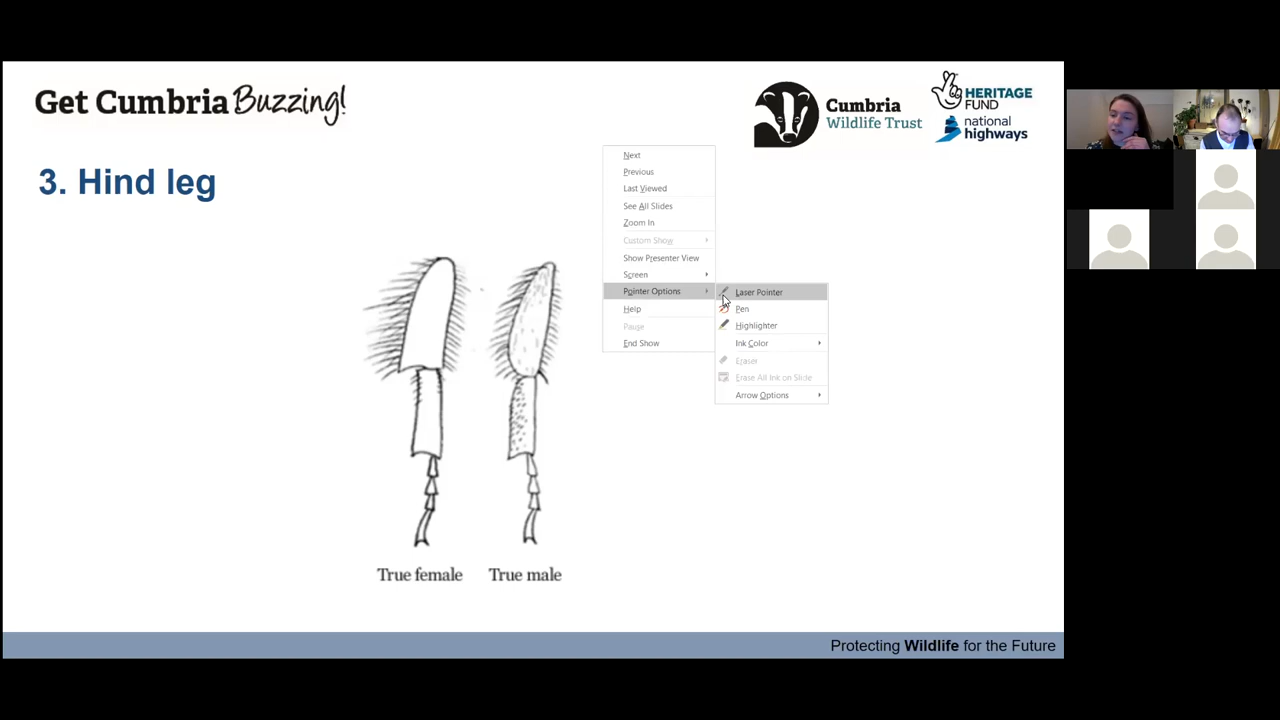 Get Cumbria Buzzing!
Cumbria
Wildlife Trust
HERITAGE
FUND
national
highways
3. Hind leg
Next
Previous
Last Viewed
See All Slides
Zoom In
Custom Show
Show Presenter View
Screen
Pointer Options
Help
Pause
End Show
Laser Pointer
Pen
Highlighter
Ink Color
Eraser
Erase All Ink on Slide
Arrow Options
True female
True male
Protecting Wildlife for the Future